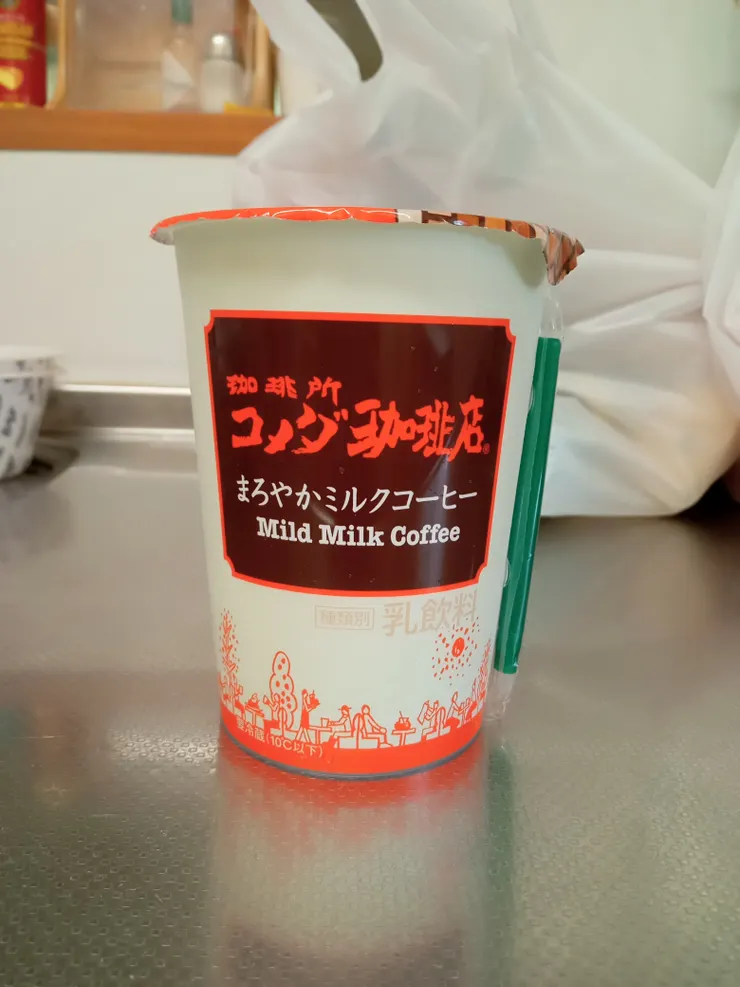 珈琲所
コメダ珈琲店®
まろやかミルクコーヒー
Mild Milk Coffee
種類別 乳飲料
要冷蔵(10℃以下)